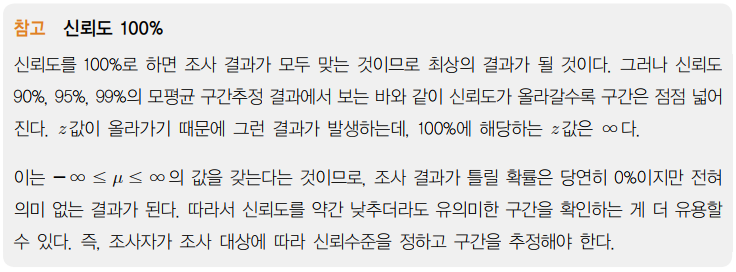 참고 신뢰도 100%
신뢰도를 100%로 하면 조사 결과가 모두 맞는 것이므로 최상의 결과가 될 것이다. 그러나 신뢰도
90%, 95%, 99%의 모평균 구간추정 결과에서 보는 바와 같이 신뢰도가 올라갈수록 구간은 점점 넓어
진다. z값이 올라가기 때문에 그런 결과가 발생하는데, 100%에 해당하는 z값은 ∞다.
이는 −∞ ≤ μ ≤ ∞의 값을 갖는다는 것이므로, 조사 결과가 틀릴 확률은 당연히 0%이지만 전혀
의미 없는 결과가 된다. 따라서 신뢰도를 약간 낮추더라도 유의미한 구간을 확인하는 게 더 유용할
수 있다. 즉, 조사자가 조사 대상에 따라 신뢰수준을 정하고 구간을 추정해야 한다.